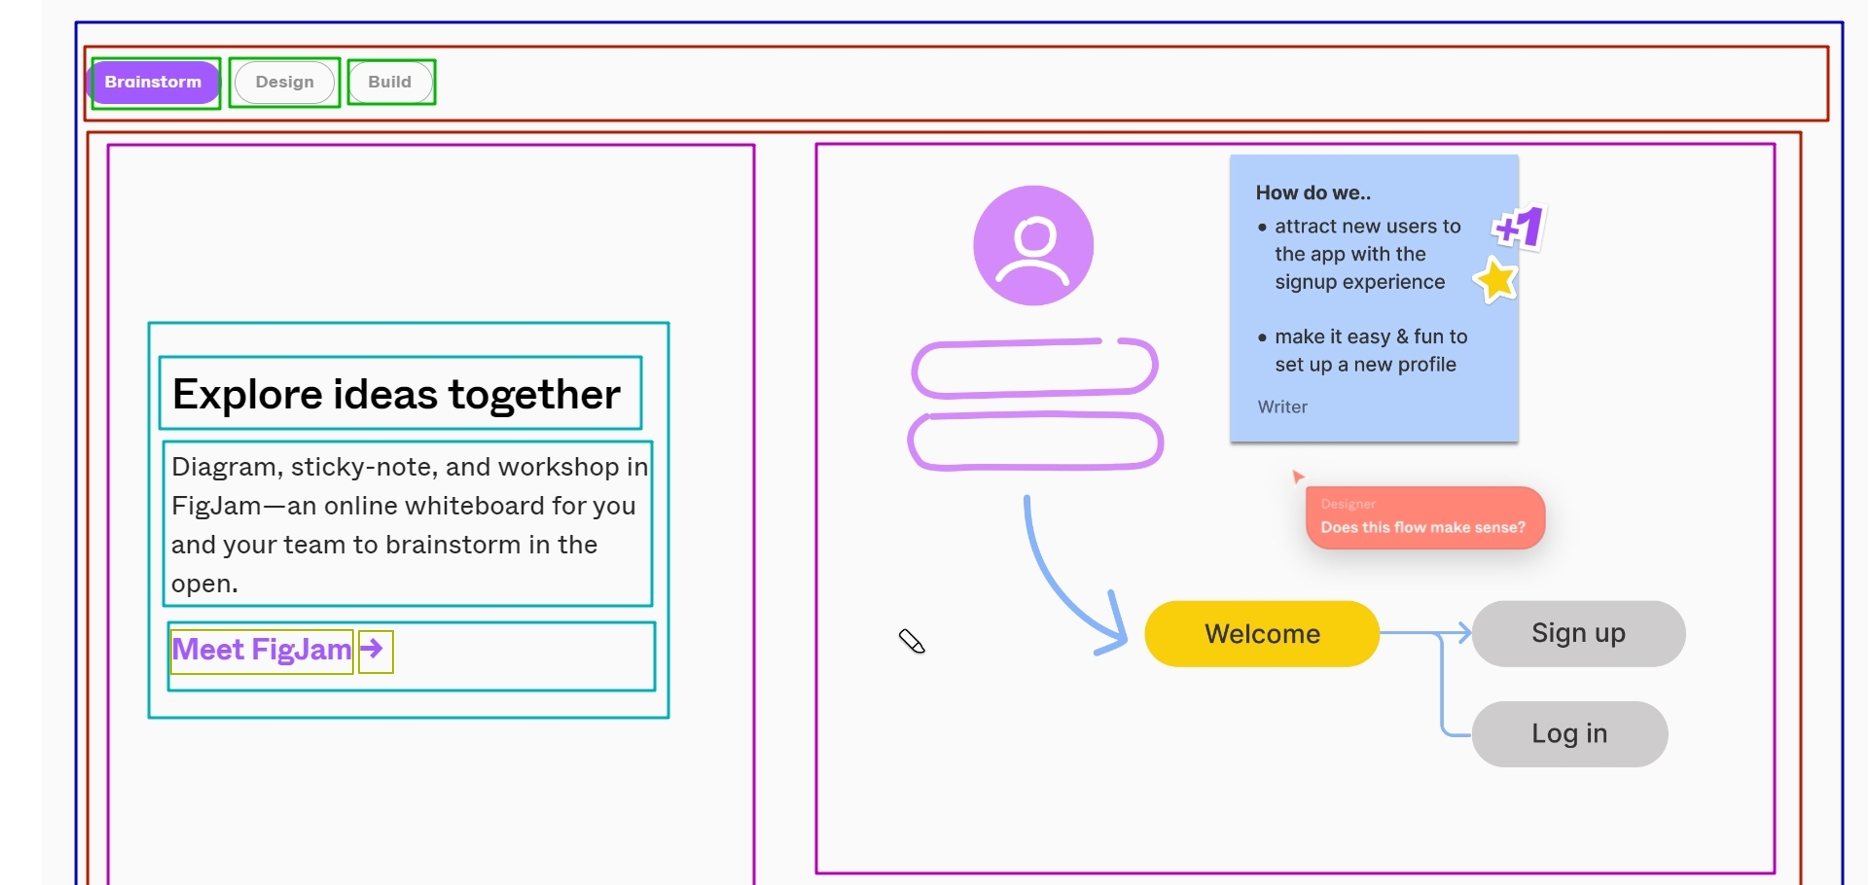 Brainstorm
Design
Build
Explore ideas together
Diagram, sticky-note, and workshop in
FigJam—an online whiteboard for you
and your team to brainstorm in the
open.
Meet FigJam→
How do we..
• attract new users to
the app with the
signup experience
• make it easy & fun to
set up a new profile
Writer
+1
Designer
Does this flow make sense?
Welcome
Sign up
Log in